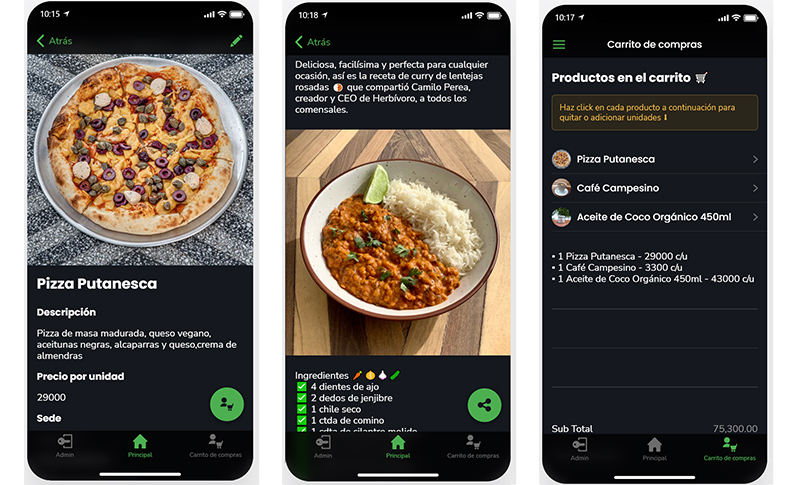 10:15
Atrás
Pizza Putanesca
Descripción
Pizza de masa madurada, queso vegano,
aceitunas negras, alcaparras y queso,crema de
almendras
Precio por unidad
29000
Sede
Admin
Principal
Carrito de compras
10:18
Atrás
Deliciosa, facilísima y perfecta para cualquier
ocasión, así es la receta de curry de lentejas
rosadas que compartió Camilo Perea,
creador y CEO de Herbívoro, a todos los
comensales.
Ingredientes
4 dientes de ajo
2 dedos de jenjibre
1 chile seco
1 ctda de comino
1 cdta de cilantro molido
Admin
Principal
Carrito de compras
10:17
Carrito de compras
Productos en el carrito
Haz click en cada producto a continuación para
quitar o adicionar unidades
Pizza Putanesca
Café Campesino
Aceite de Coco Orgánico 450ml
• 1 Pizza Putanesca - 29000 c/u
• 1 Café Campesino - 3300 c/u
• 1 Aceite de Coco Orgánico 450ml - 43000 c/u
Sub Total 75,300.00
Admin
Principal
Carrito de compras